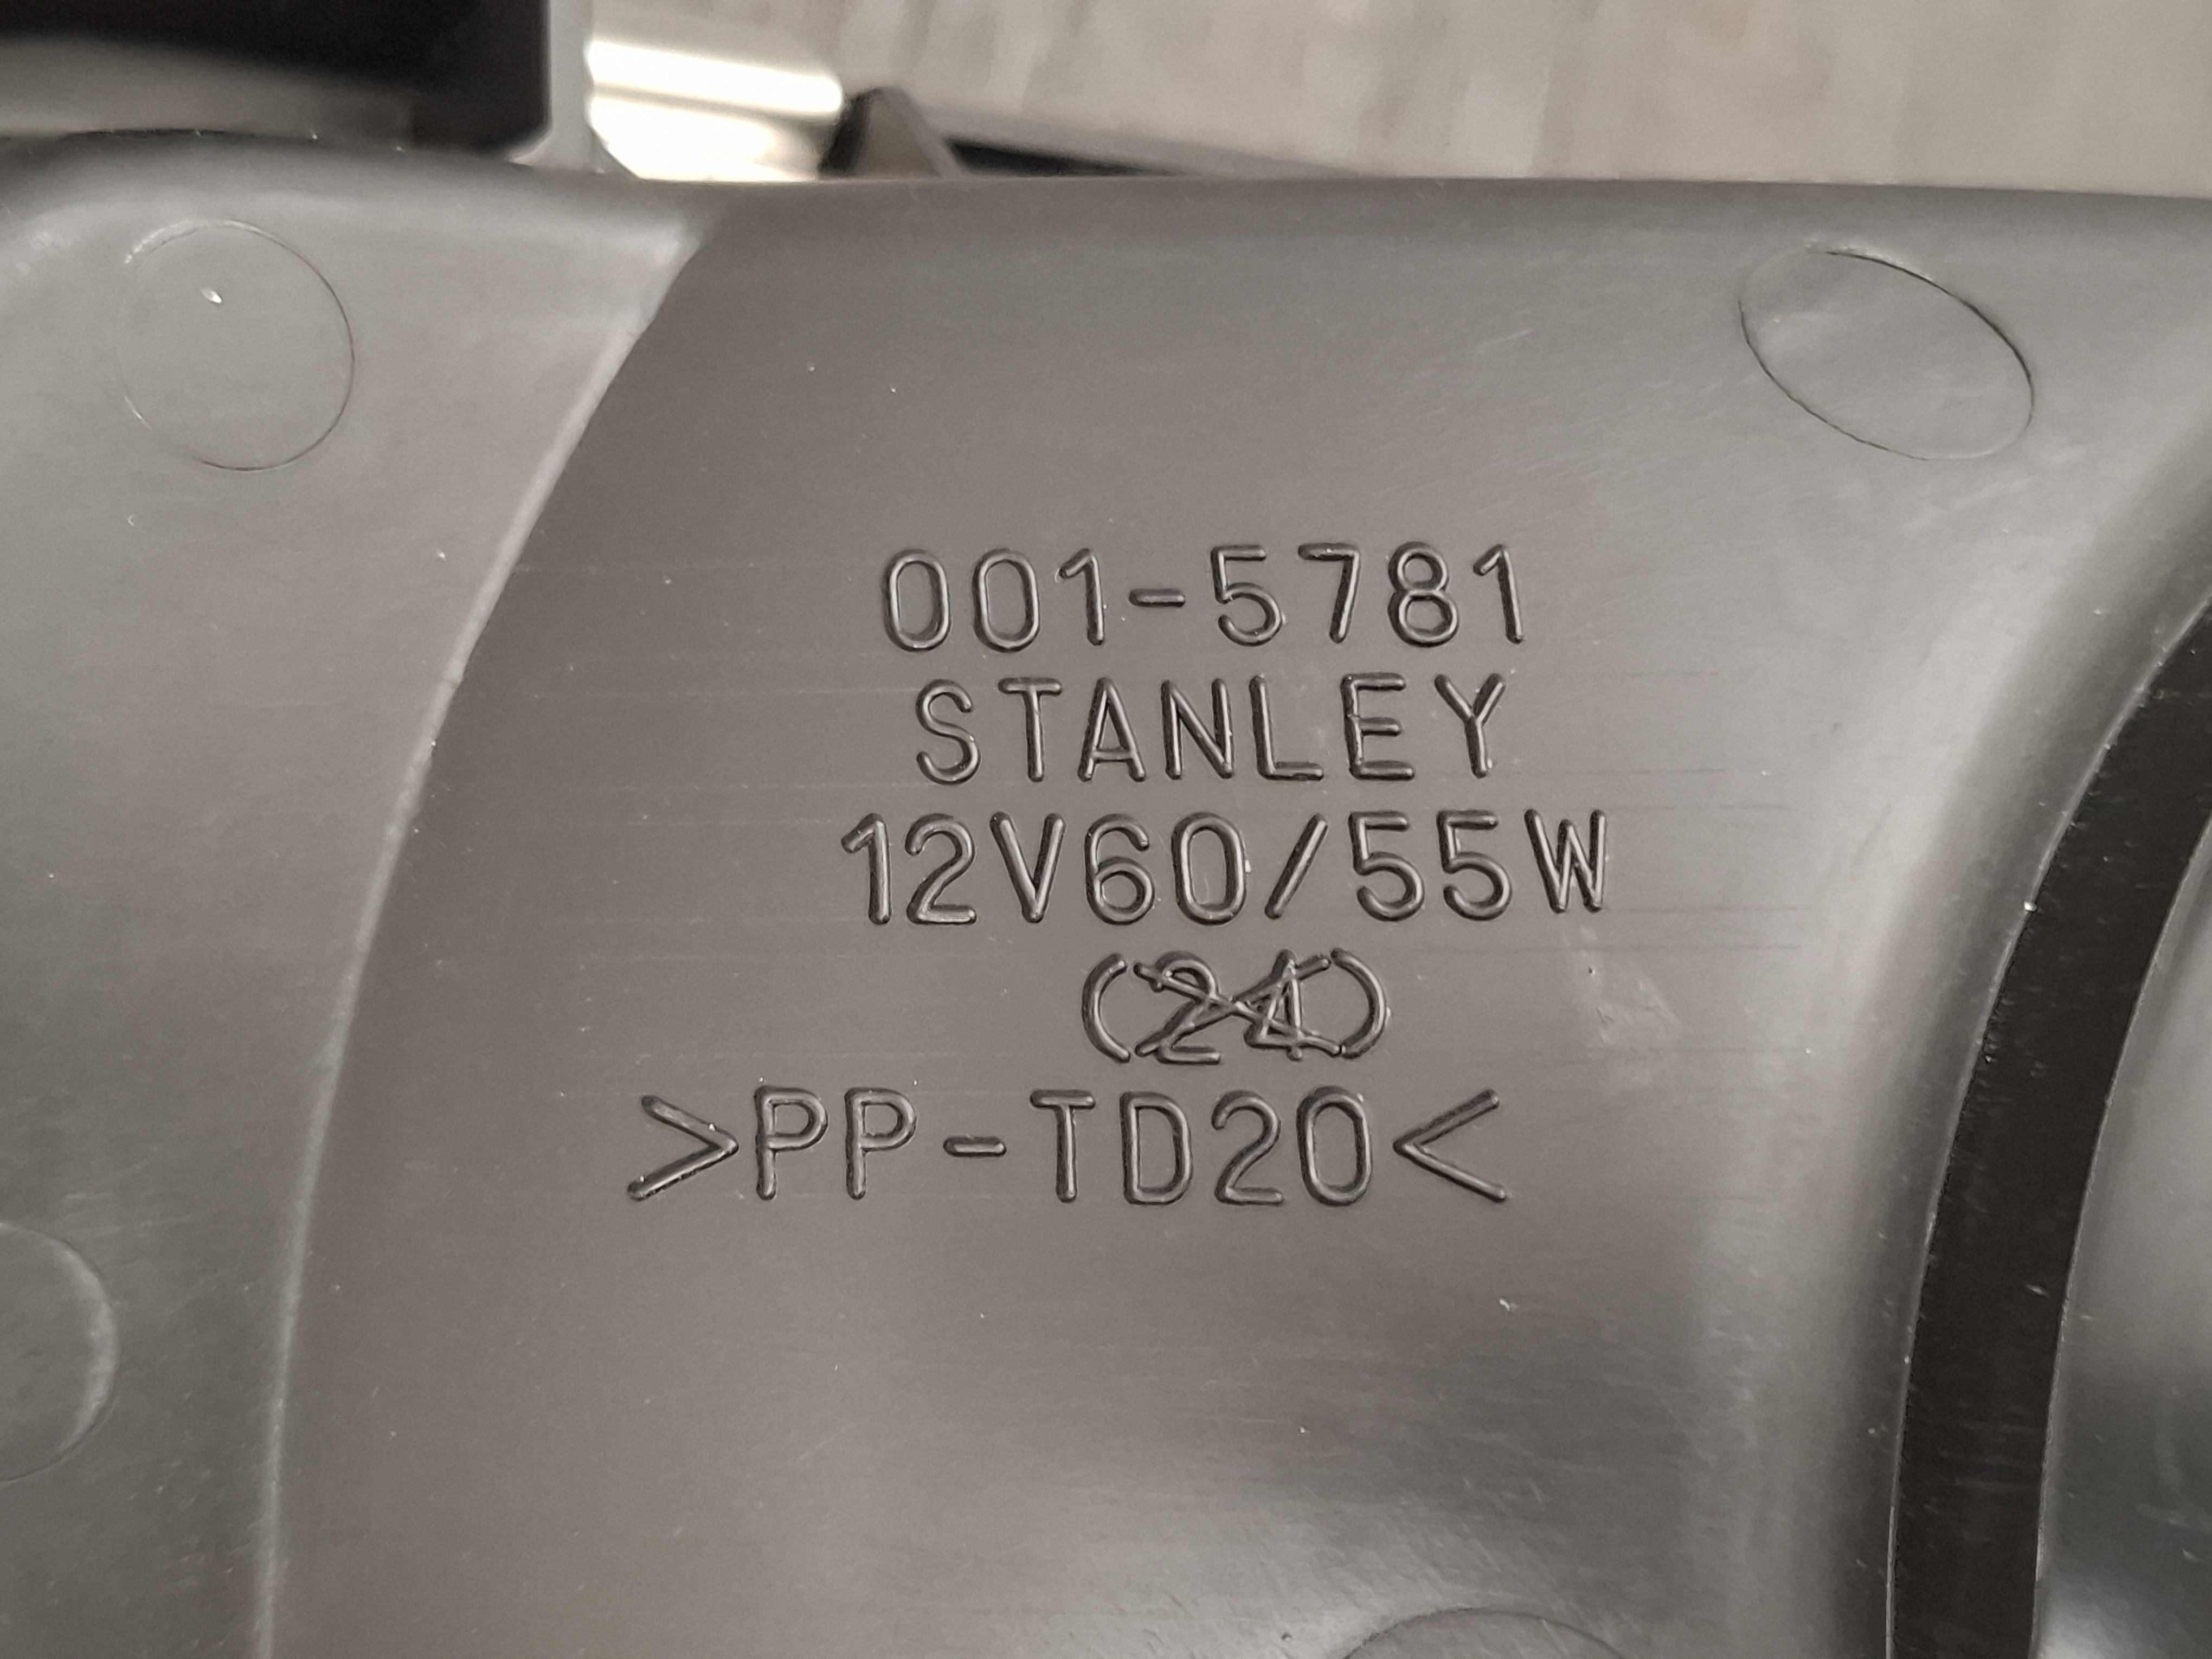 001-5781
STANLEY
12V60/55W
(24)
>PP-TD20<